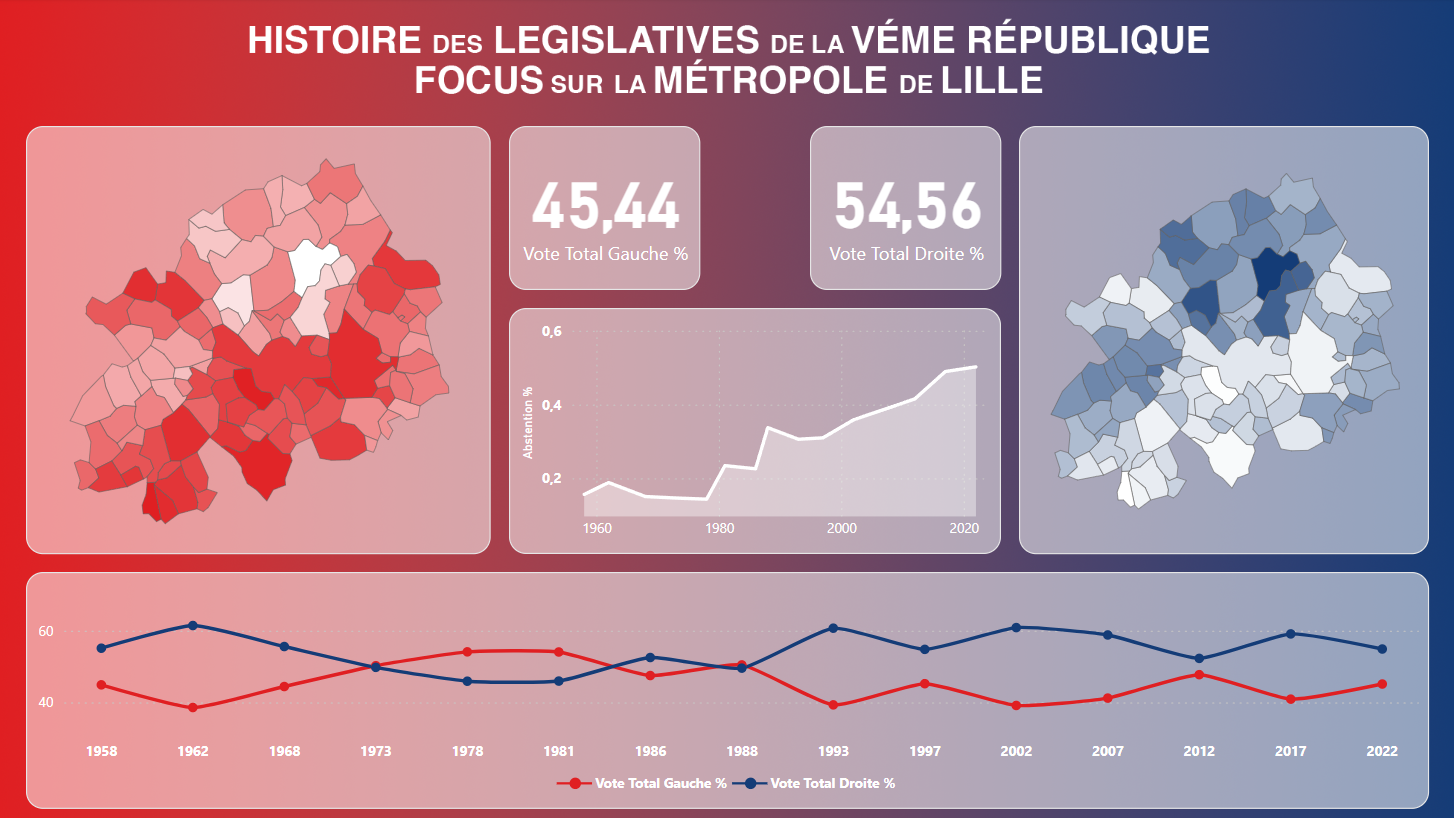 HISTOIRE DES LEGISLATIVES DE LA VÉME RÉPUBLIQUE
FOCUS SUR LA MÉTROPOLE DE LILLE
45,44
Vote Total Gauche %
54,56
Vote Total Droite %
Abstention %
0,6
0,4
0,2
1960 1980 2000 2020
60
40
1958 1962 1968 1973 1978 1981 1986 1988 1993 1997 2002 2007 2012 2017 2022
Vote Total Gauche % Vote Total Droite %